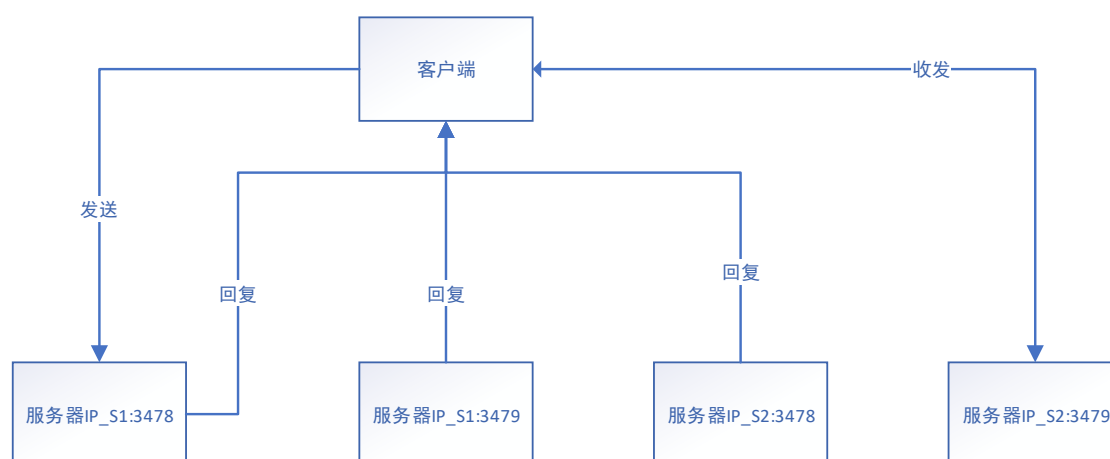 客户端
收发
发送
回复
回复
回复
服务器IP_S1:3478
服务器IP_S1:3479
服务器IP_S2:3478
服务器IP_S2:3479